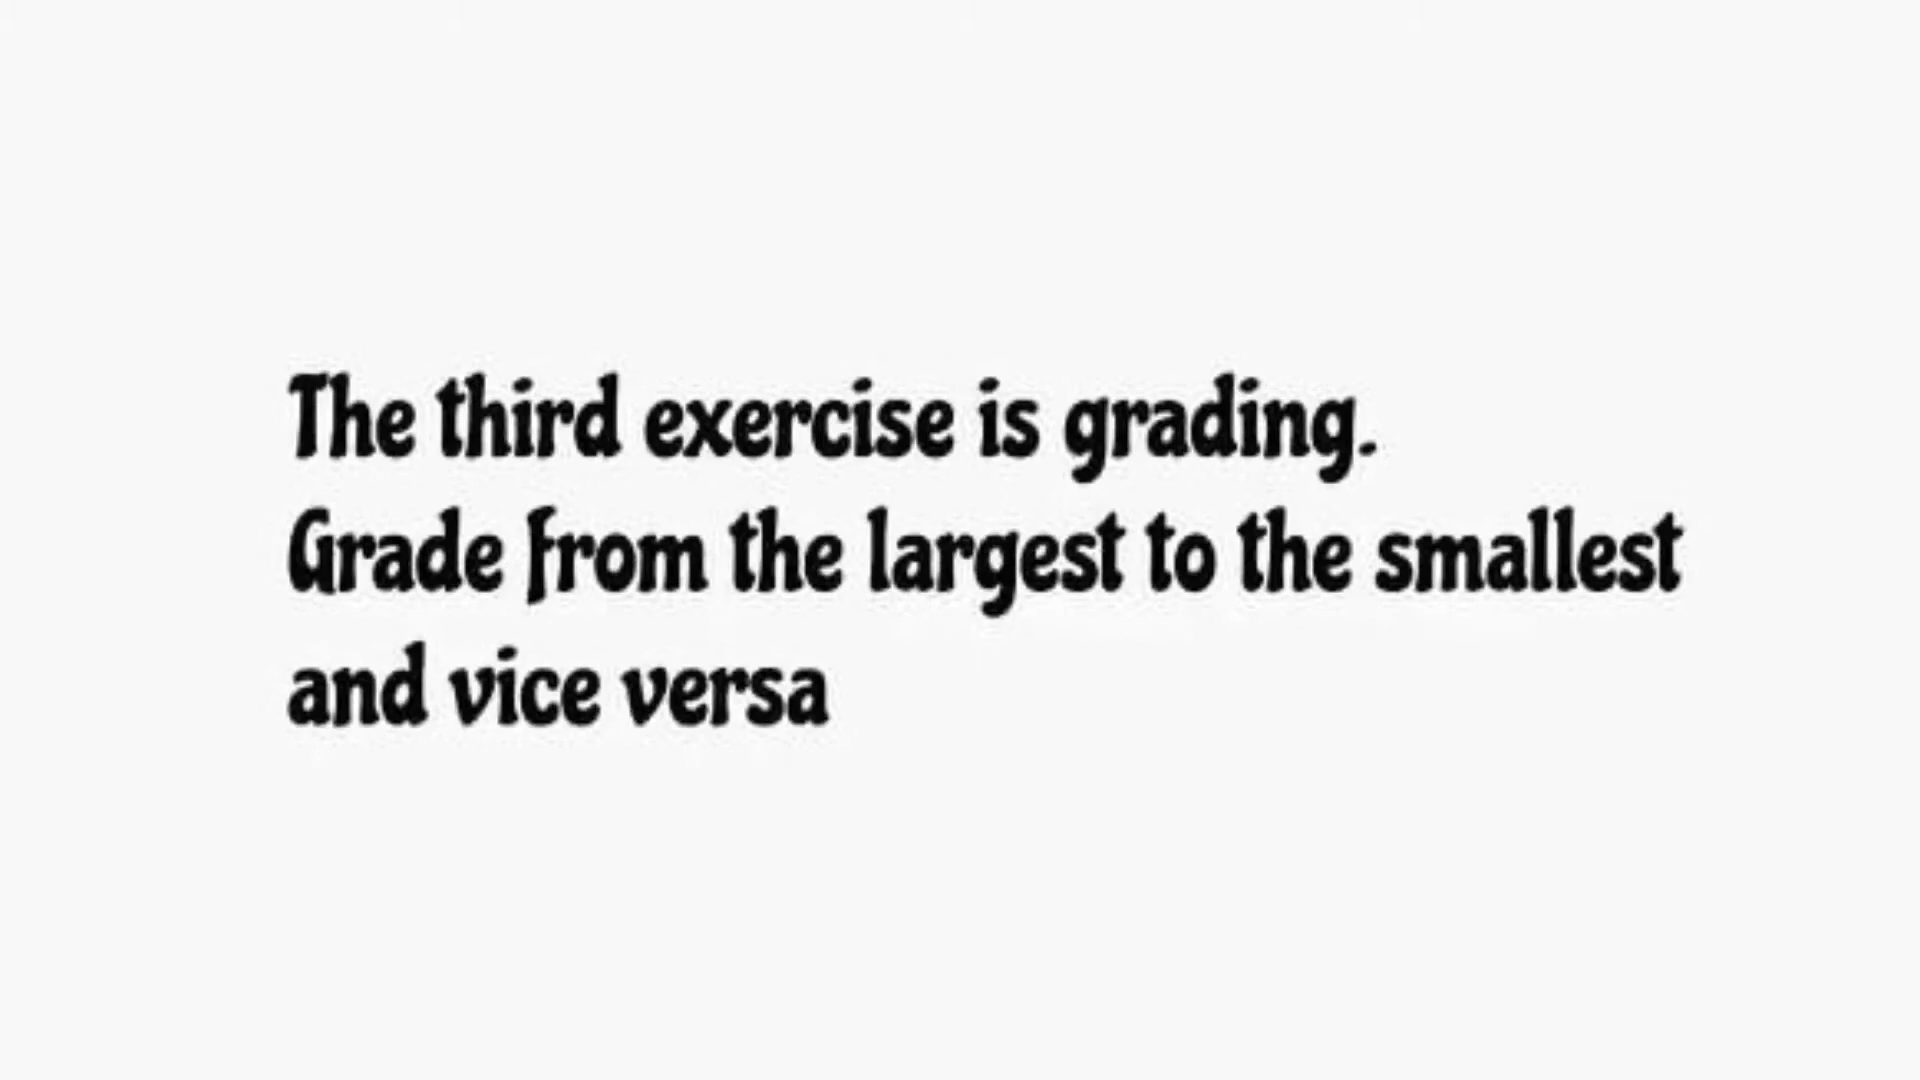 The third exercise is grading.
Grade from the largest to the smallest
and vice versa